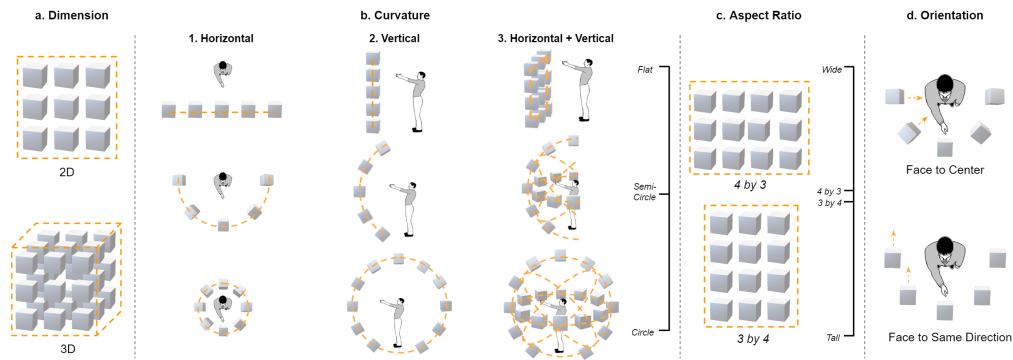 a. Dimension
2D
3D
b. Curvature
1. Horizontal
2. Vertical
3. Horizontal + Vertical
Flat
Semi-
Circle
Circle
c. Aspect Ratio
4 by 3
3 by 4
Wide
4 by 3
3 by 4
Tall
d. Orientation
Face to Center
Face to Same Direction